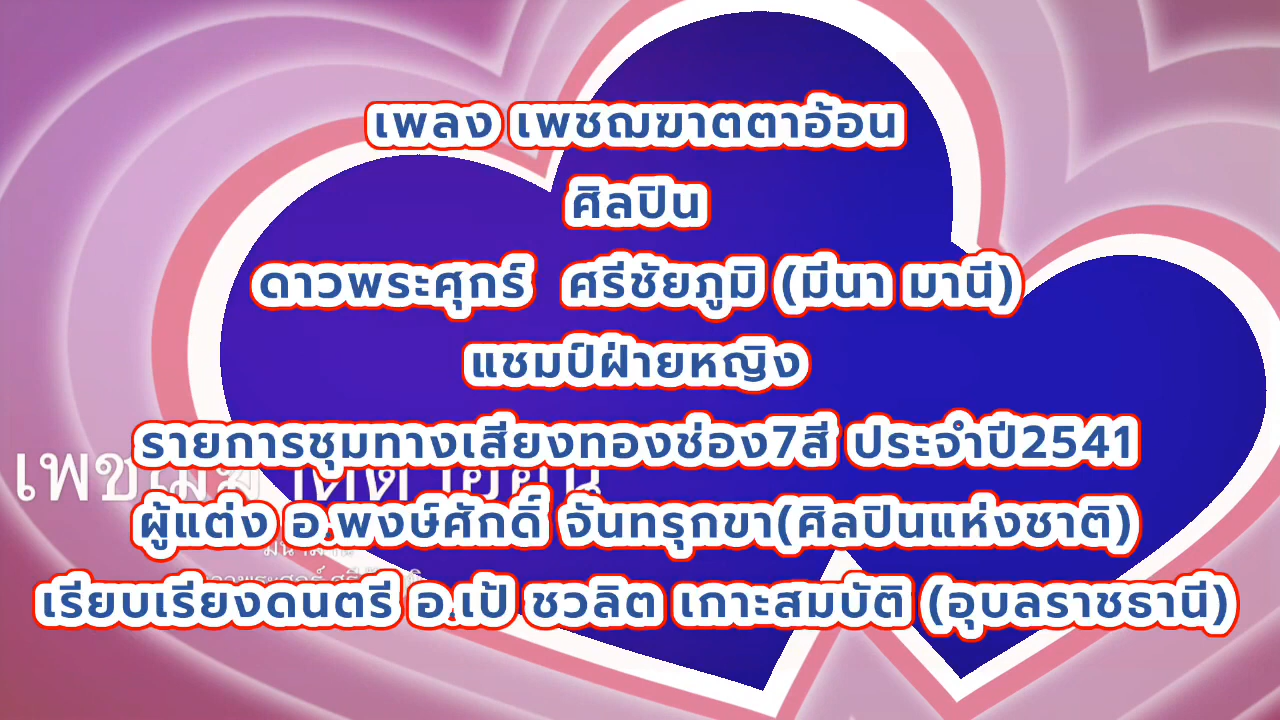 เพลง เพชฌฆาตตาอ้อน
ศิลปิน
ดาวพระศุกร์ ศรีชัยภูมิ (มีนา มานี)
แชมป์ฝ่ายหญิง
รายการชุมทางเสียงทองช่อง7สี ประจำปี2541
ผู้แต่ง อ.พงษ์ศักดิ์ จันทรุกขา(ศิลปินแห่งชาติ)
เรียบเรียงดนตรี อ.เป้ ชวลิต เกาะสมบัติ (อุบลราชธานี)